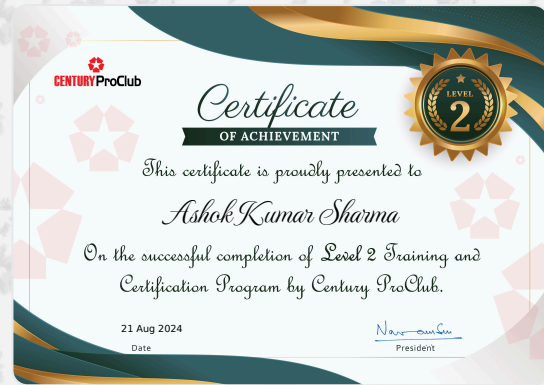 CENTURY ProClub
LEVEL
2
Certificate
OF ACHIEVEMENT
This certificate is proudly presented to
Ashok Kumar Sharma
On the successful completion of Level 2 Training and
Certification Program by Century ProClub.
21 Aug 2024
Date
President